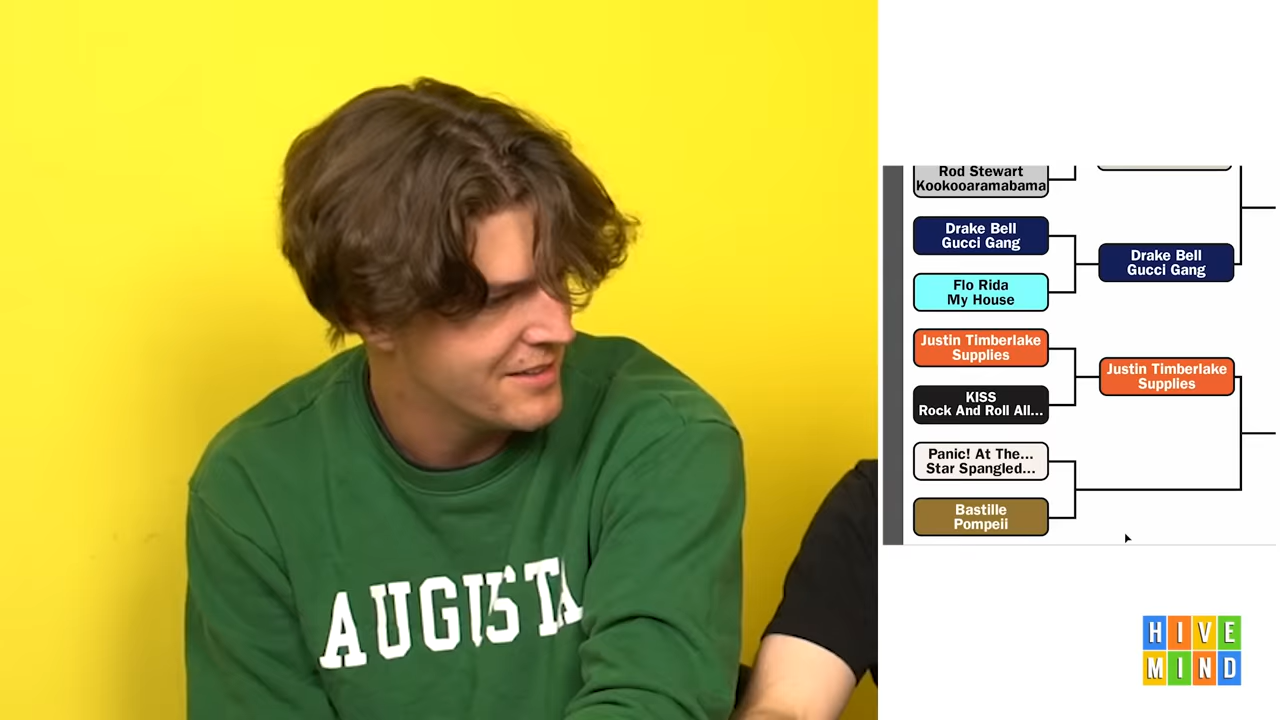 AUGUSTA
Rod Stewart
Kookooaramabama
Drake Bell
Gucci Gang
Drake Bell
Gucci Gang
Flo Rida
My House
Justin Timberlake
Supplies
Justin Timberlake
Supplies
KISS
Rock And Roll All...
Panic! At The...
Star Spangled...
Bastille
Pompeii
HIVE
MIND